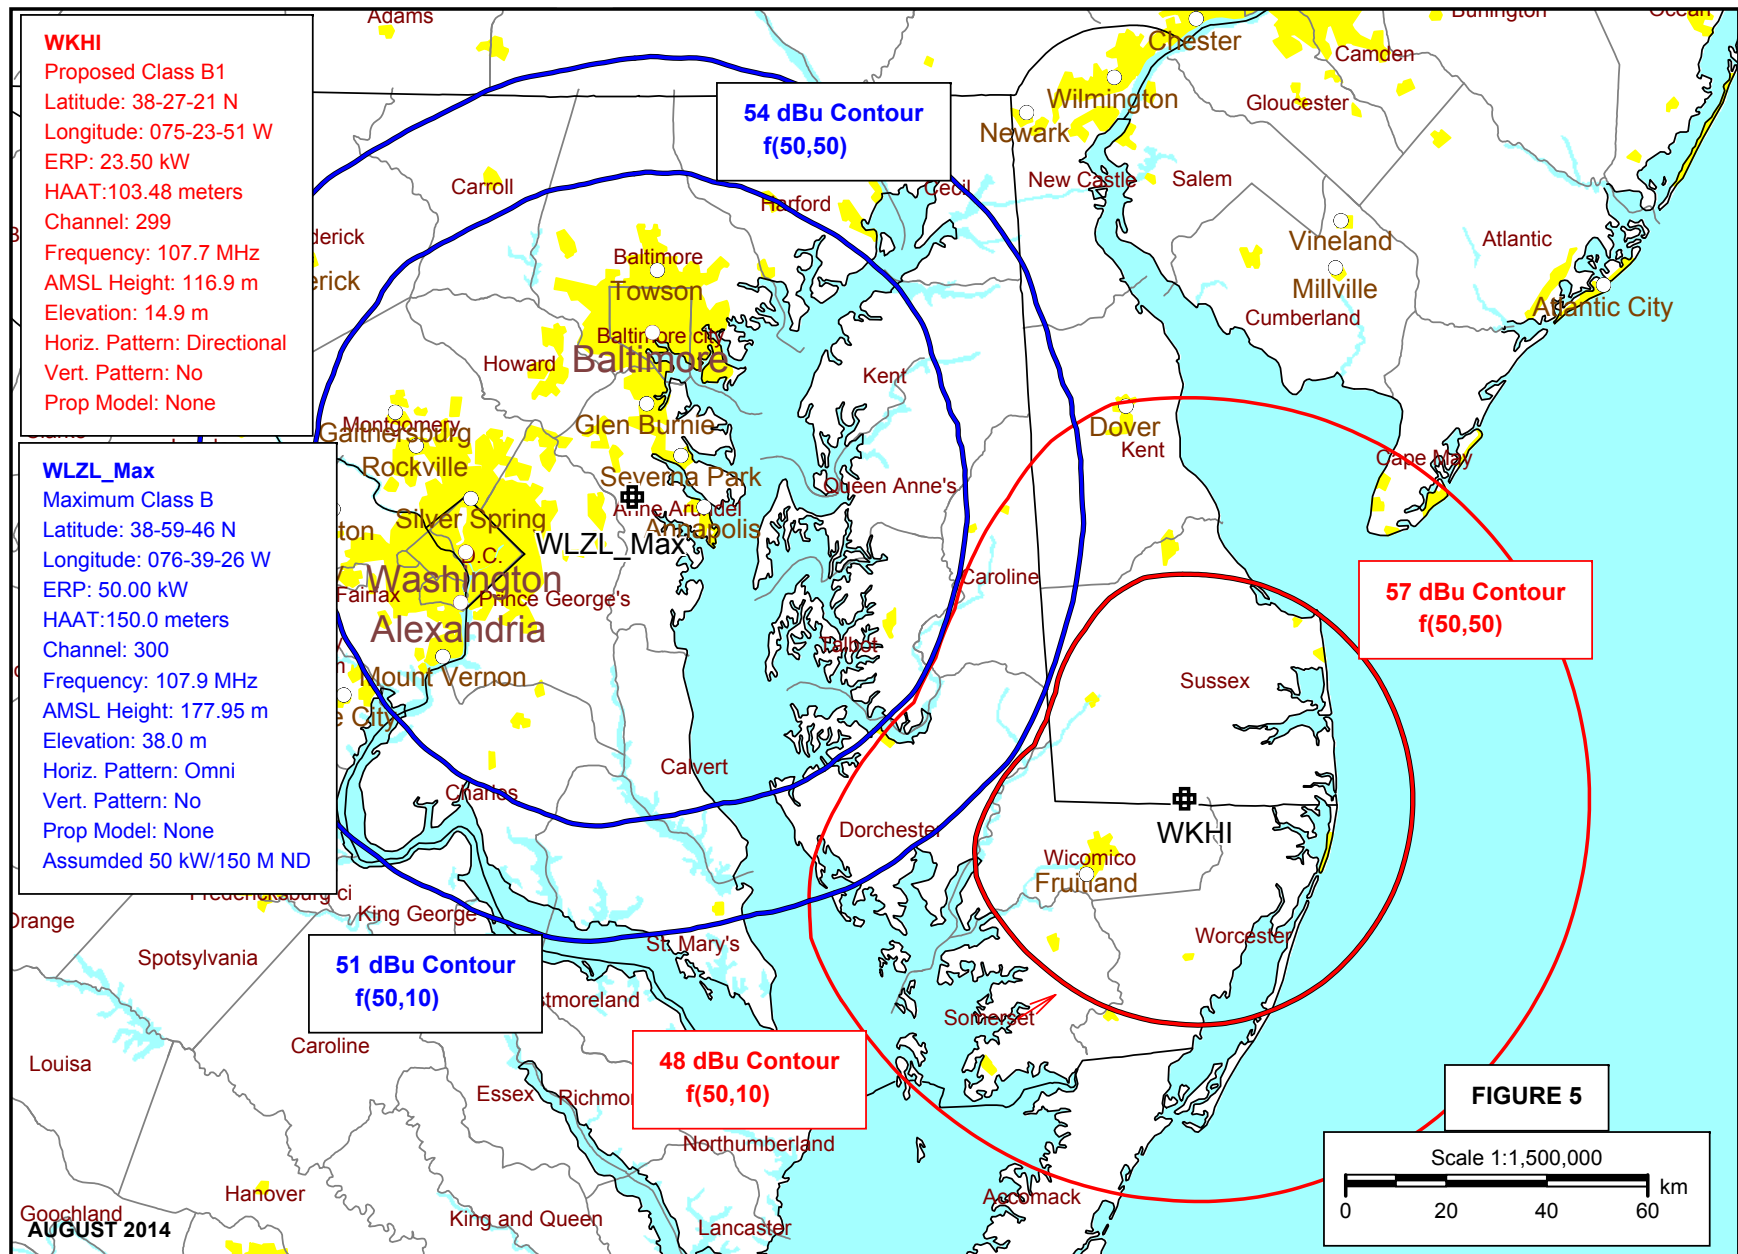 WKHI
Proposed Class B1
Latitude: 38-27-21 N
Longitude: 075-23-51 W
ERP: 23.50 kW
HAAT:103.48 meters
Channel: 299
Frequency: 107.7 MHz
AMSL Height: 116.9 m
Elevation: 14.9 m
Horiz. Pattern: Directional
Vert. Pattern: No
Prop Model: None
WLZL_Max
Maximum Class B
Latitude: 38-59-46 N
Longitude: 076-39-26 W
ERP: 50.00 kW
HAAT:150.0 meters
Channel: 300
Frequency: 107.9 MHz
AMSL Height: 177.95 m
Elevation: 38.0 m
Horiz. Pattern: Omni
Vert. Pattern: No
Prop Model: None
Assumded 50 kW/150 M ND
54 dBu Contour
f(50,50)
57 dBu Contour
f(50,50)
51 dBu Contour
f(50,10)
48 dBu Contour
f(50,10)
Adams
Chester
Camden
Burlington
Ocean
Wilmington
Gloucester
Newark
New Castle
Salem
Cecil
Carroll
Harford
Vineland
Atlantic
Millville
Atlantic City
Cumberland
Baltimore
Towson
Baltimore city
Baltimore
Howard
Kent
Glen Burnie
Montgomery
Gaithersburg
Rockville
Severna Park
Dover
Kent
Cape May
Queen Anne's
Anne Arundel
Annapolis
Silver Spring
WLZL_Max
D.C.
Washington
Fairfax
Prince George's
Caroline
Alexandria
Talbot
Mount Vernon
Sussex
Calvert
Charles
Dorchester
WKHI
Wicomico
Fruitland
King George
St. Mary's
Worcester
Orange
Spotsylvania
Somerset
Louisa
Caroline
Essex
Northumberland
Hanover
Goochland
King and Queen
Lancaster
Accomack
AUGUST 2014
FIGURE 5
Scale 1:1,500,000
km
0 20 40 60